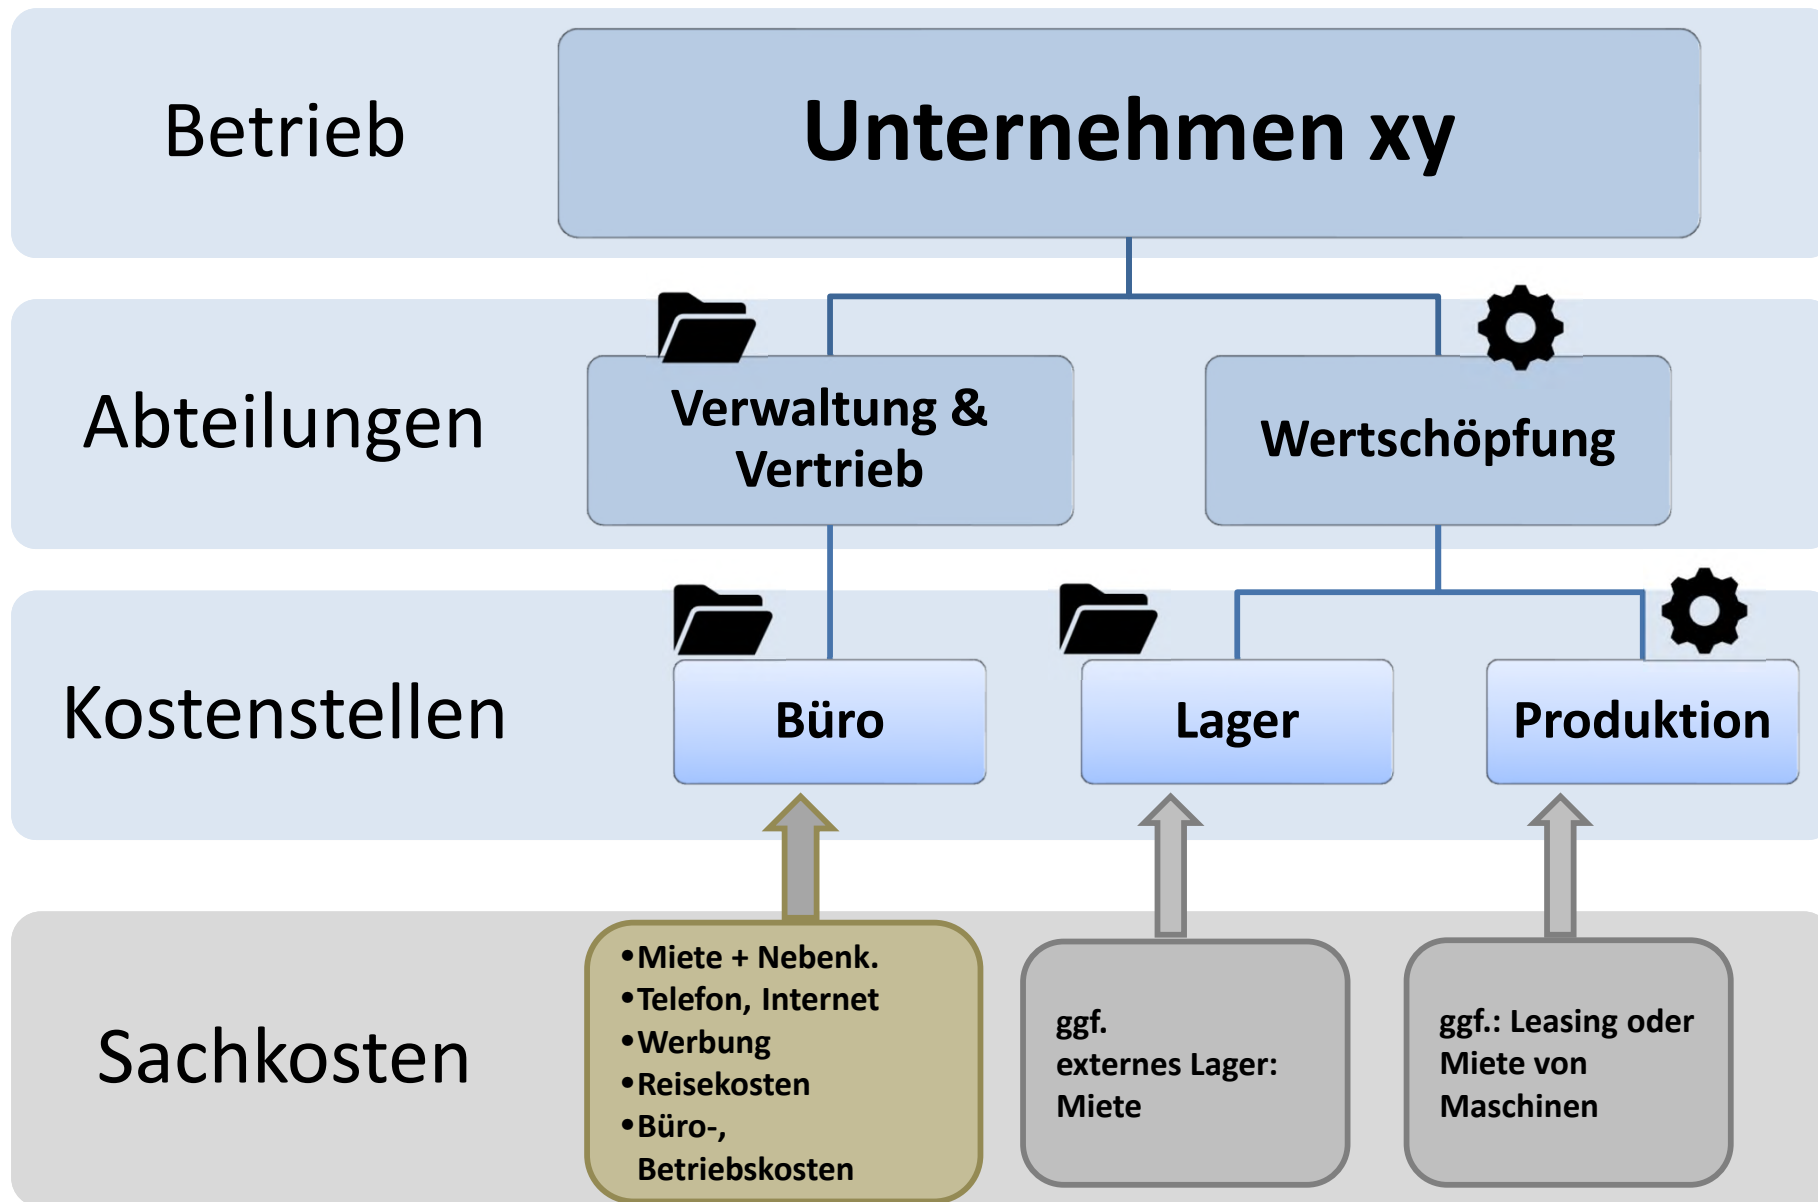 Betrieb
Unternehmen xy
Abteilungen
Verwaltung &
Vertrieb
Wertschöpfung
Kostenstellen
Büro
Lager
Produktion
Sachkosten
•Miete + Nebenk.
•Telefon, Internet
•Werbung
•Reisekosten
•Büro-,
Betriebskosten
ggf.
externes Lager:
Miete
ggf.: Leasing oder
Miete von
Maschinen